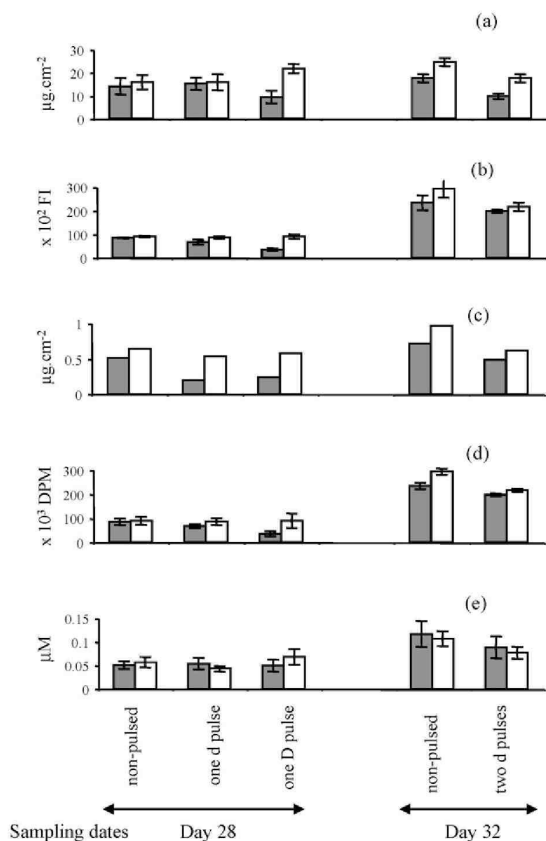 (a)
µg.cm-2
30
20
10
0
(b)
x 10² FI
300
200
100
0
(c)
µg.cm-2
1
0.5
0
(d)
x 10³ DPM
300
200
100
0
(e)
µM
0.15
0.1
0.05
0
non-pulsed
one d pulse
one D pulse
non-pulsed
two d pulses
Sampling dates Day 28 Day 32